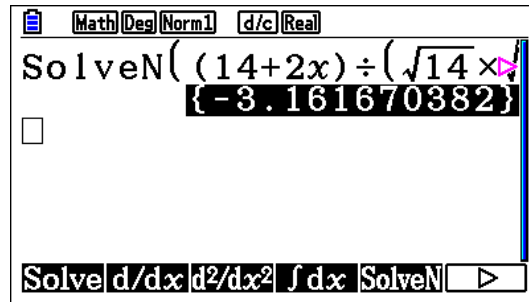 Math Deg Norm1 d/c Real
SolveN((14+2x)÷(√14×√
{-3.161670382}
Solve d/dx d²/dx² ∫dx SolveN ▷